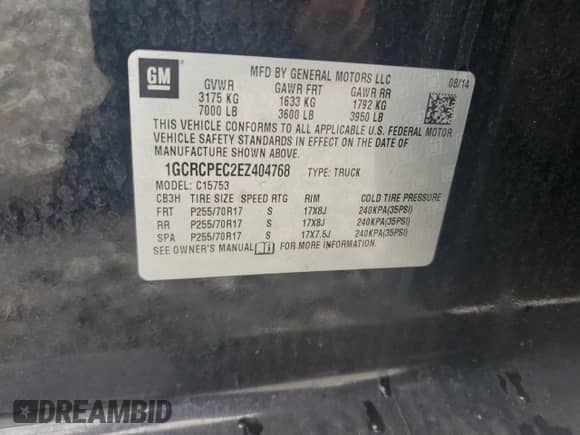 GM
MFD BY GENERAL MOTORS LLC
08/14
GVWR GAWR FRT GAWR RR
3175 KG 1633 KG 1792 KG
7000 LB 3600 LB 3950 LB
THIS VEHICLE CONFORMS TO ALL APPLICABLE U.S. FEDERAL MOTOR
VEHICLE SAFETY STANDARDS IN EFFECT ON THE DATE OF
MANUFACTURE SHOWN ABOVE.
1GCRCPEC2EZ404768 TYPE: TRUCK
MODEL: C15753
CB3H TIRE SIZE SPEED RTG RIM COLD TIRE PRESSURE
FRT P255/70R17 S 17X8J 240KPA(35PSI)
RR P255/70R17 S 17X8J 240KPA(35PSI)
SPA P255/70R17 S 17X7.5J 240KPA(35PSI)
SEE OWNER'S MANUAL FOR MORE INFORMATION.
DREAMBID